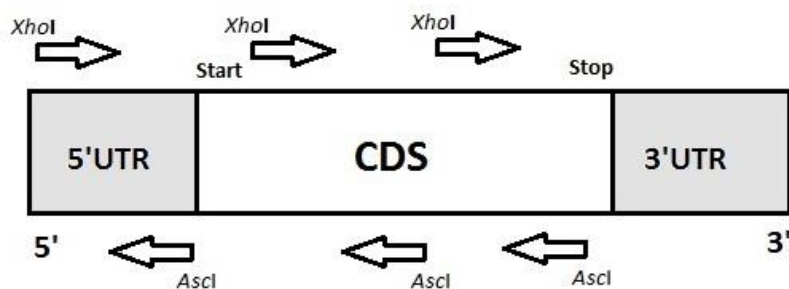 XhoI
XhoI
XhoI
Start
Stop
5'UTR
CDS
3'UTR
5'
3'
AscI
AscI
AscI